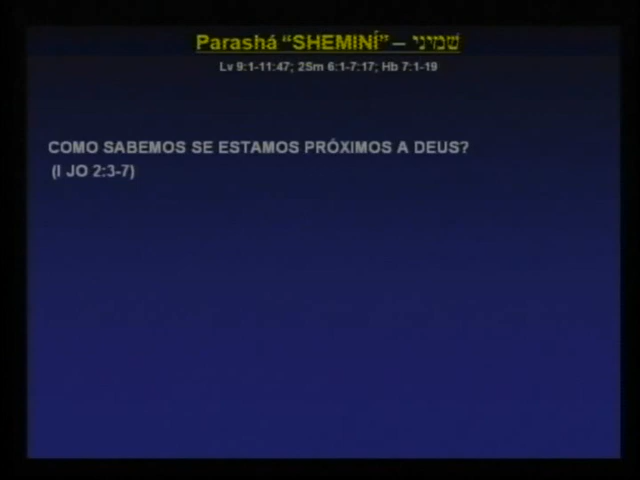 Parashá “SHEMINÍ” – שמיני
Lv 9:1-11:47; 2Sm 6:1-7:17; Hb 7:1-19
COMO SABEMOS SE ESTAMOS PRÓXIMOS A DEUS?
(I JO 2:3-7)